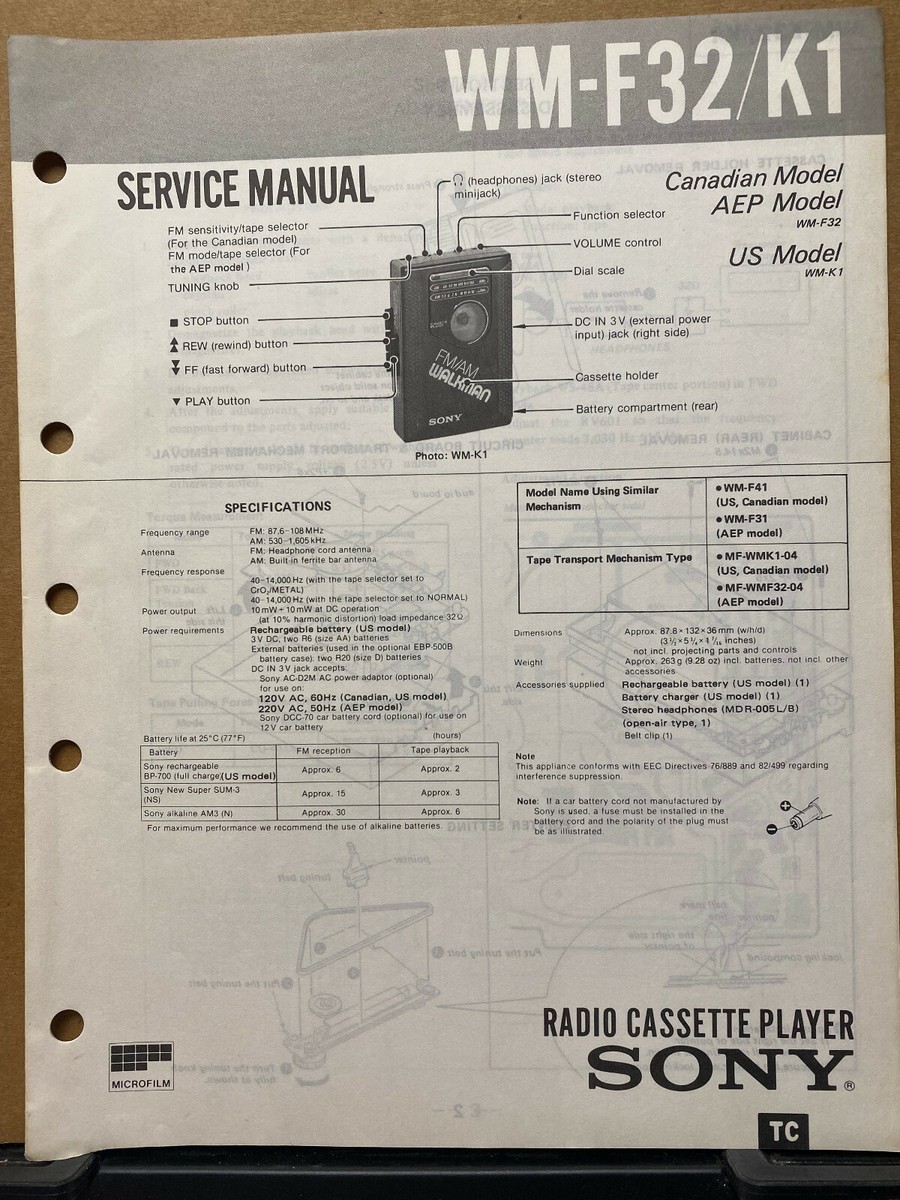 WM-F32/K1
SERVICE MANUAL
Canadian Model
AEP Model
WM-F32
US Model
WM-K1
FM sensitivity/tape selector
(For the Canadian model)
FM mode/tape selector (For
the AEP model)
TUNING knob
■ STOP button
REW (rewind) button
FF (fast forward) button
▼ PLAY button
(headphones) jack (stereo
minijack)
Function selector
VOLUME control
Dial scale
DC IN 3V (external power
input) jack (right side)
Cassette holder
Battery compartment (rear)
FM/AM
WALKMAN
SONY
Photo: WM-K1
SPECIFICATIONS
Frequency range FM: 87.6–108 MHz
AM: 530–1,605 kHz
Antenna FM: Headphone cord antenna
AM: Built-in ferrite bar antenna
Frequency response
40–14,000 Hz (with the tape selector set to
CrO2/METAL)
40–14,000 Hz (with the tape selector set to NORMAL)
Power output 10 mW + 10 mW at DC operation
(at 10% harmonic distortion) load impedance 32Ω
Power requirements Rechargeable battery (US model)
3 V DC, two R6 (size AA) batteries
External batteries (used in the optional EBP-500B
battery case): two R20 (size D) batteries
DC IN 3V jack accepts:
Sony AC-D2M AC power adaptor (optional)
for use on:
120V AC, 60Hz (Canadian, US model)
220V AC, 50Hz (AEP model)
Sony DCC-70 car battery cord (optional) for use on
12 V car battery
Battery life at 25°C (77°F) (hours)
Battery FM reception Tape playback
Sony rechargeable
BP-700 (full charge)(US model) Approx. 6 Approx. 2
Sony New Super SUM-3
(NS) Approx. 15 Approx. 3
Sony alkaline AM3 (N) Approx. 30 Approx. 6
For maximum performance we recommend the use of alkaline batteries.
Model Name Using Similar
Mechanism
● WM-F41
(US, Canadian model)
● WM-F31
(AEP model)
Tape Transport Mechanism Type
● MF-WMK1-04
(US, Canadian model)
● MF-WMF32-04
(AEP model)
Dimensions Approx. 87.8 × 132 × 36 mm (w/h/d)
(3 1/2 × 5 1/4 × 1 7/16 inches)
not incl. projecting parts and controls
Weight Approx. 263 g (9.28 oz) incl. batteries, not incl. other
accessories
Accessories supplied Rechargeable battery (US model) (1)
Battery charger (US model) (1)
Stereo headphones (MDR-005L/B)
(open-air type, 1)
Belt clip (1)
Note
This appliance conforms with EEC Directives 76/889 and 82/499 regarding
interference suppression.
Note: If a car battery cord not manufactured by
Sony is used, a fuse must be installed in the
battery cord and the polarity of the plug must
be as illustrated.
RADIO CASSETTE PLAYER
SONY®
MICROFILM
TC